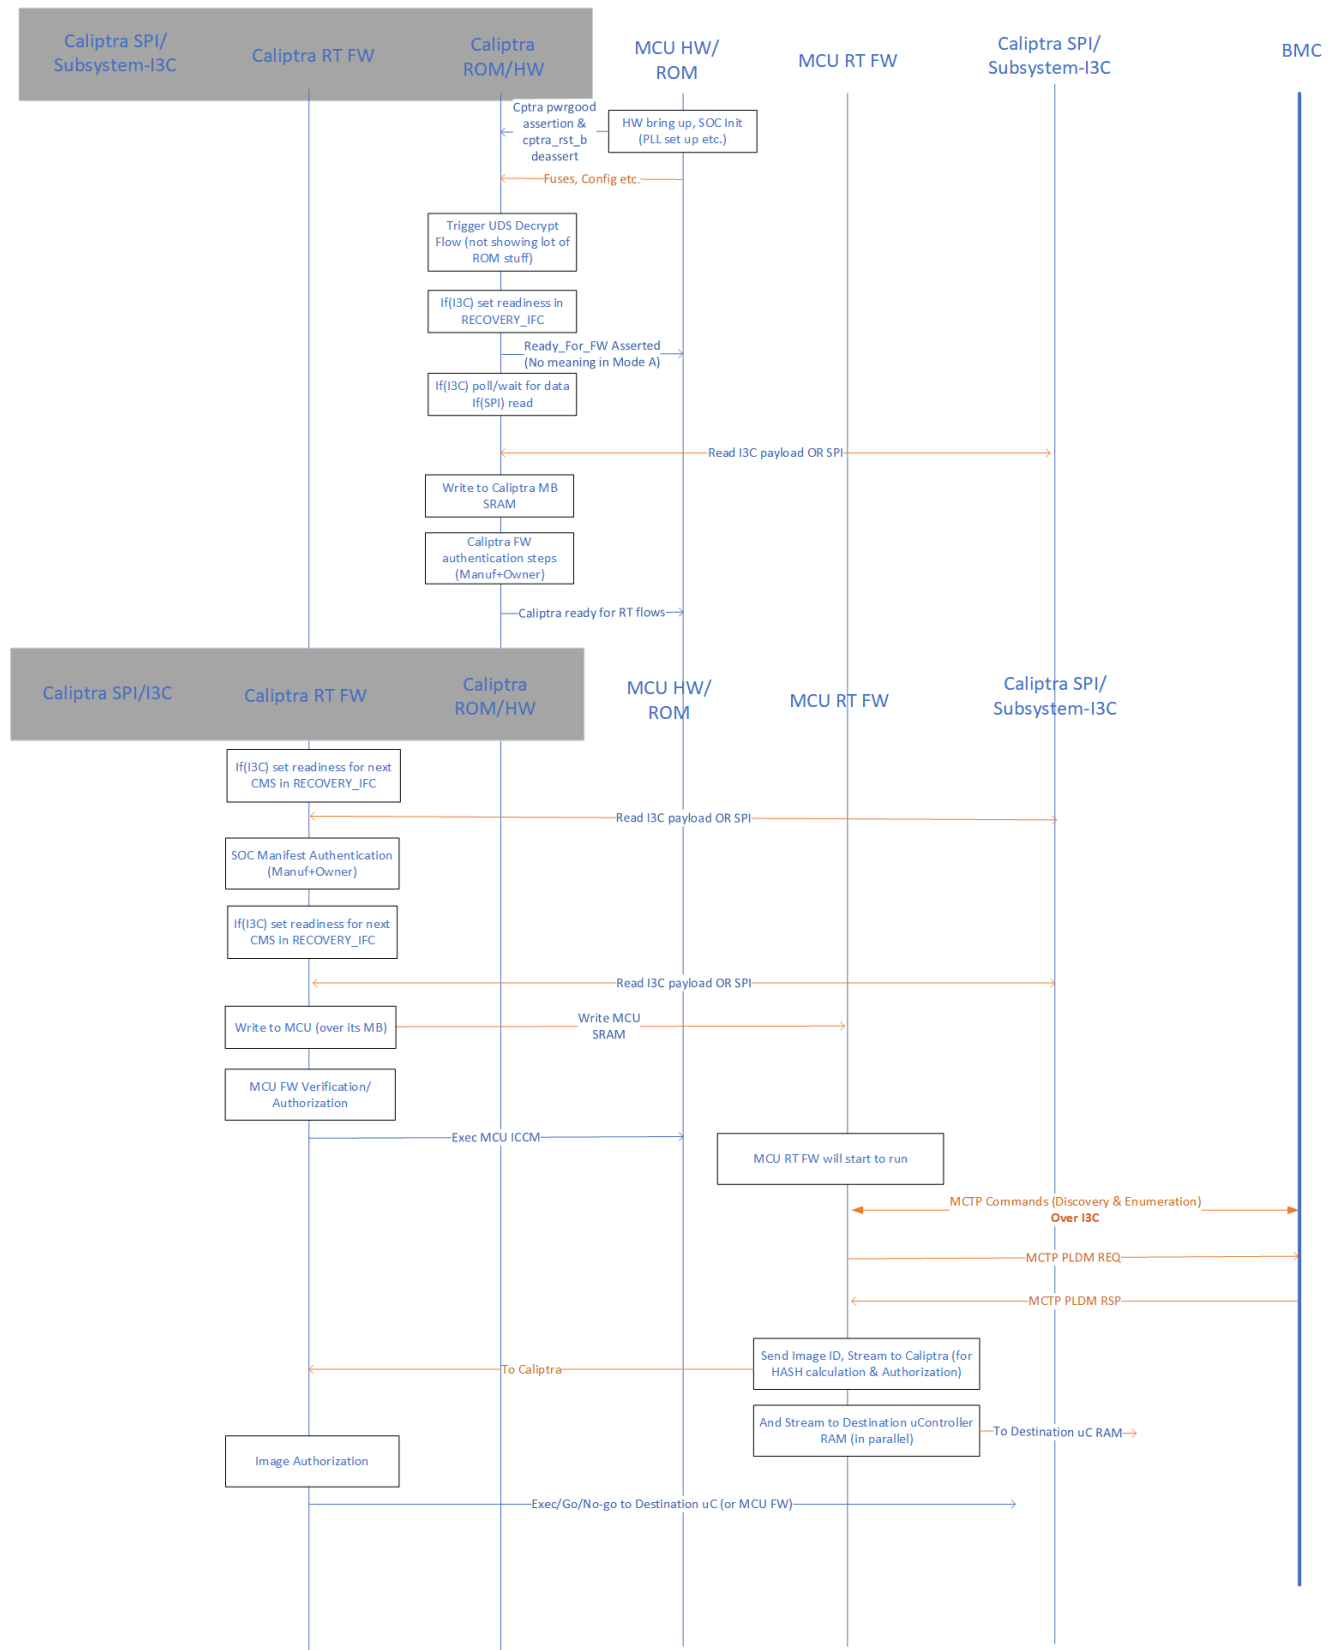 Caliptra SPI/
Subsystem-I3C
Caliptra RT FW
Caliptra
ROM/HW
MCU HW/
ROM
MCU RT FW
Caliptra SPI/
Subsystem-I3C
BMC
Cptra pwrgood
assertion &
cptra_rst_b
deassert
HW bring up, SOC Init
(PLL set up etc.)
Fuses, Config etc.
Trigger UDS Decrypt
Flow (not showing lot of
ROM stuff)
If(I3C) set readiness in
RECOVERY_IFC
Ready_For_FW Asserted
(No meaning in Mode A)
If(I3C) poll/wait for data
If(SPI) read
Read I3C payload OR SPI
Write to Caliptra MB
SRAM
Caliptra FW
authentication steps
(Manuf+Owner)
Caliptra ready for RT flows
Caliptra SPI/I3C
Caliptra RT FW
Caliptra
ROM/HW
MCU HW/
ROM
MCU RT FW
Caliptra SPI/
Subsystem-I3C
If(I3C) set readiness for next
CMS in RECOVERY_IFC
Read I3C payload OR SPI
SOC Manifest Authentication
(Manuf+Owner)
If(I3C) set readiness for next
CMS in RECOVERY_IFC
Read I3C payload OR SPI
Write to MCU (over its MB)
Write MCU
SRAM
MCU FW Verification/
Authorization
Exec MCU ICCM
MCU RT FW will start to run
MCTP Commands (Discovery & Enumeration)
Over I3C
MCTP PLDM REQ
MCTP PLDM RSP
Send Image ID, Stream to Caliptra (for
HASH calculation & Authorization)
To Caliptra
And Stream to Destination uController
RAM (in parallel)
To Destination uC RAM
Image Authorization
Exec/Go/No-go to Destination uC (or MCU FW)